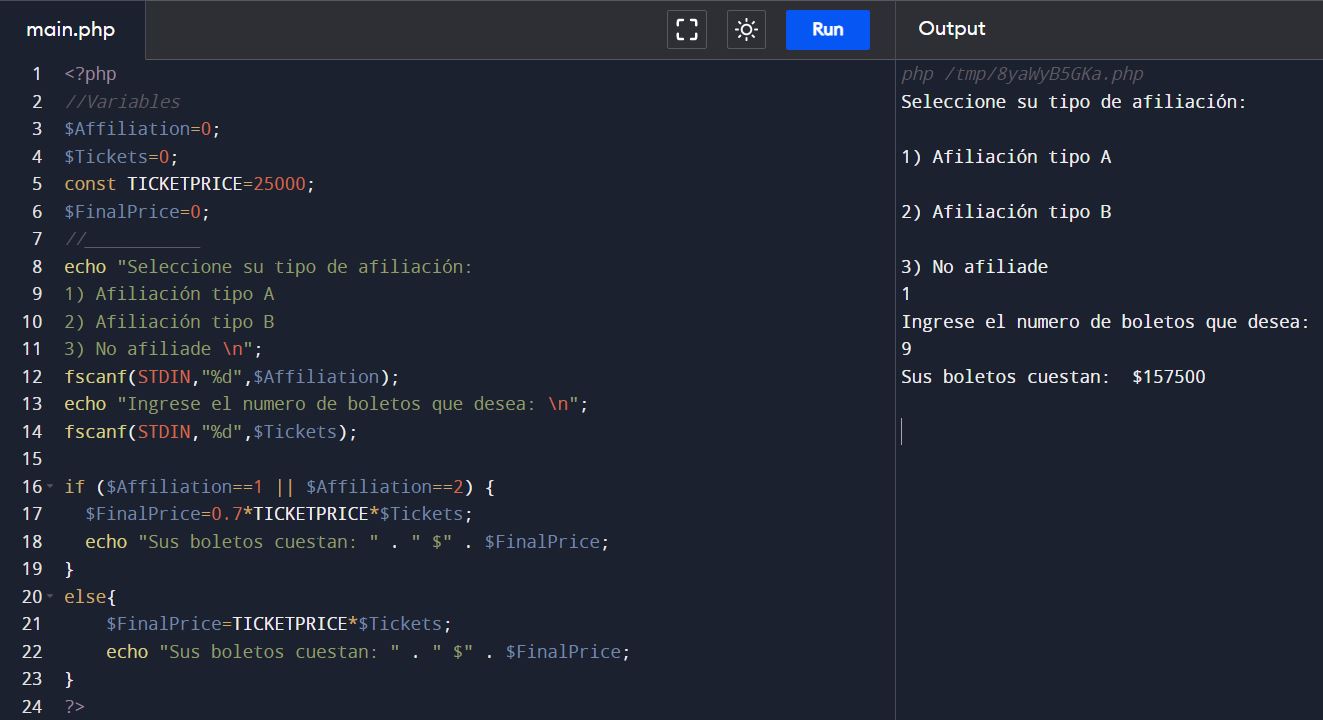 main.php
Run
Output
1 <?php
2 //Variables
3 $Affiliation=0;
4 $Tickets=0;
5 const TICKETPRICE=25000;
6 $FinalPrice=0;
7 //___________
8 echo "Seleccione su tipo de afiliación:
9 1) Afiliación tipo A
10 2) Afiliación tipo B
11 3) No afiliade \n";
12 fscanf(STDIN,"%d",$Affiliation);
13 echo "Ingrese el numero de boletos que desea: \n";
14 fscanf(STDIN,"%d",$Tickets);
15
16 if ($Affiliation==1 || $Affiliation==2) {
17   $FinalPrice=0.7*TICKETPRICE*$Tickets;
18   echo "Sus boletos cuestan: " . " $" . $FinalPrice;
19 }
20 else{
21     $FinalPrice=TICKETPRICE*$Tickets;
22     echo "Sus boletos cuestan: " . " $" . $FinalPrice;
23 }
24 ?>
php /tmp/8yaWyB5GKa.php
Seleccione su tipo de afiliación:
1) Afiliación tipo A
2) Afiliación tipo B
3) No afiliade
1
Ingrese el numero de boletos que desea:
9
Sus boletos cuestan:  $157500